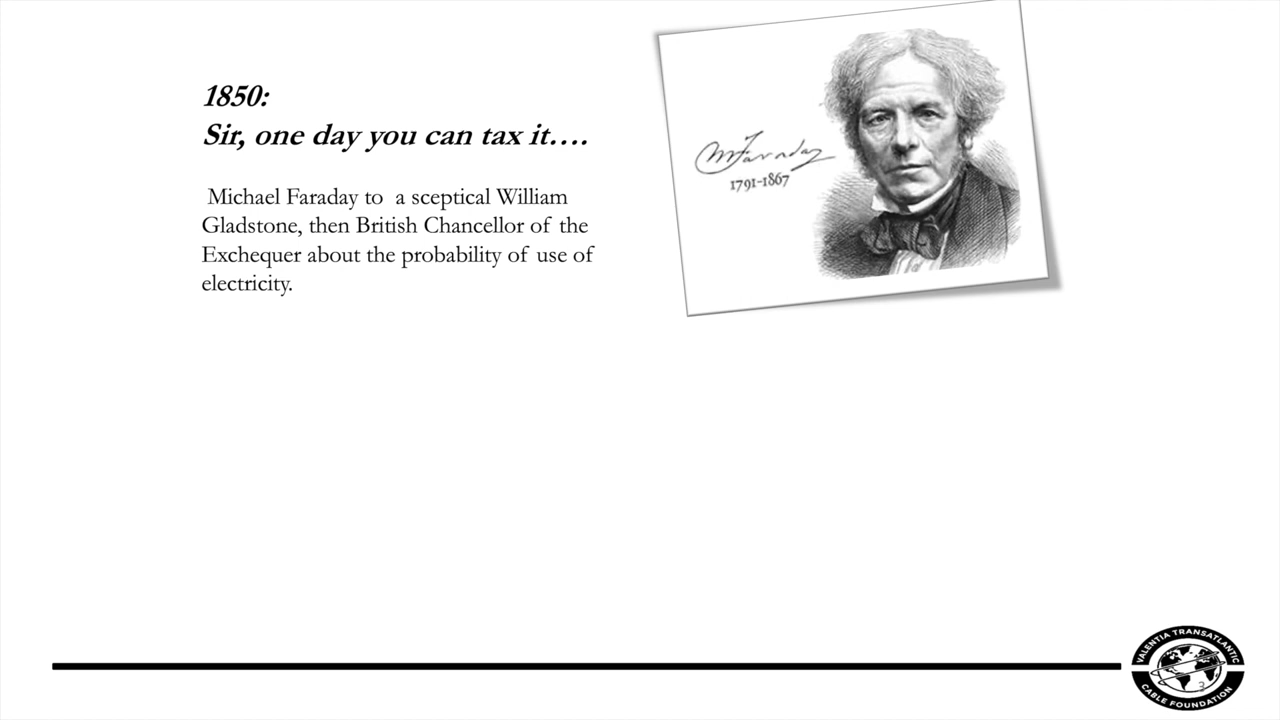 1850:
Sir, one day you can tax it….
Michael Faraday to a sceptical William
Gladstone, then British Chancellor of the
Exchequer about the probability of use of
electricity.
MFaraday
1791-1867
VALENTIA TRANSATLANTIC
3
CABLE FOUNDATION